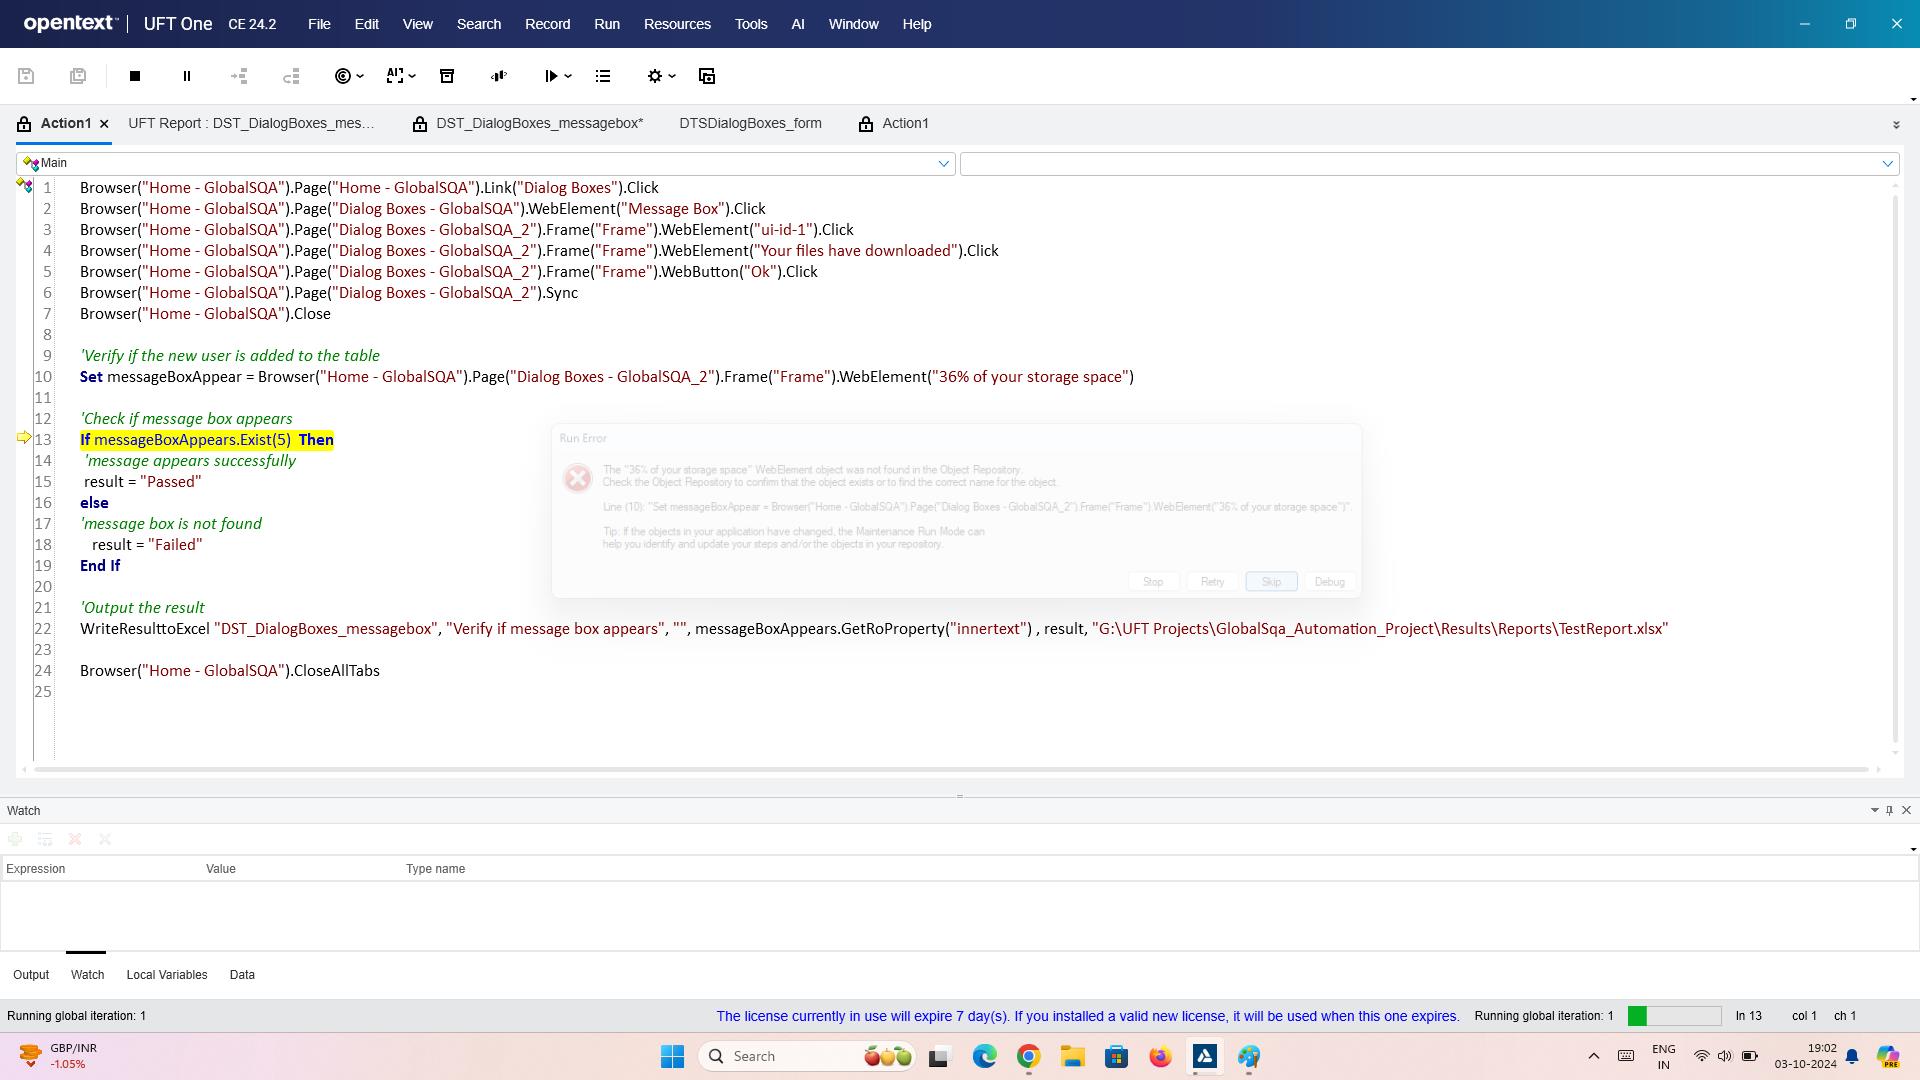 opentext | UFT One CE 24.2 File Edit View Search Record Run Resources Tools AI Window Help
Action1 UFT Report : DST_DialogBoxes_mes... DST_DialogBoxes_messagebox* DTSDialogBoxes_form Action1
Main
1 Browser("Home - GlobalSQA").Page("Home - GlobalSQA").Link("Dialog Boxes").Click
2 Browser("Home - GlobalSQA").Page("Dialog Boxes - GlobalSQA").WebElement("Message Box").Click
3 Browser("Home - GlobalSQA").Page("Dialog Boxes - GlobalSQA_2").Frame("Frame").WebElement("ui-id-1").Click
4 Browser("Home - GlobalSQA").Page("Dialog Boxes - GlobalSQA_2").Frame("Frame").WebElement("Your files have downloaded").Click
5 Browser("Home - GlobalSQA").Page("Dialog Boxes - GlobalSQA_2").Frame("Frame").WebButton("Ok").Click
6 Browser("Home - GlobalSQA").Page("Dialog Boxes - GlobalSQA_2").Sync
7 Browser("Home - GlobalSQA").Close
8
9 'Verify if the new user is added to the table
10 Set messageBoxAppear = Browser("Home - GlobalSQA").Page("Dialog Boxes - GlobalSQA_2").Frame("Frame").WebElement("36% of your storage space")
11
12 'Check if message box appears
13 If messageBoxAppears.Exist(5) Then
14 'message appears successfully
15 result = "Passed"
16 else
17 'message box is not found
18 result = "Failed"
19 End If
20
21 'Output the result
22 WriteResulttoExcel "DST_DialogBoxes_messagebox", "Verify if message box appears", "", messageBoxAppears.GetRoProperty("innertext") , result, "G:\UFT Projects\GlobalSqa_Automation_Project\Results\Reports\TestReport.xlsx"
23
24 Browser("Home - GlobalSQA").CloseAllTabs
25
Run Error
The "36% of your storage space" WebElement object was not found in the Object Repository.
Check the Object Repository to confirm that the object exists or to find the correct name for the object.
Line (10): "Set messageBoxAppear = Browser("Home - GlobalSQA").Page("Dialog Boxes - GlobalSQA_2").Frame("Frame").WebElement("36% of your storage space")".
Tip: If the objects in your application have changed, the Maintenance Run Mode can
help you identify and update your steps and/or the objects in your repository.
Stop Retry Skip Debug
Watch
Expression Value Type name
Output Watch Local Variables Data
Running global iteration: 1 The license currently in use will expire 7 day(s). If you installed a valid new license, it will be used when this one expires. Running global iteration: 1 ln 13 col 1 ch 1
GBP/INR
-1.05%
Search
ENG
IN
19:02
03-10-2024
PRE